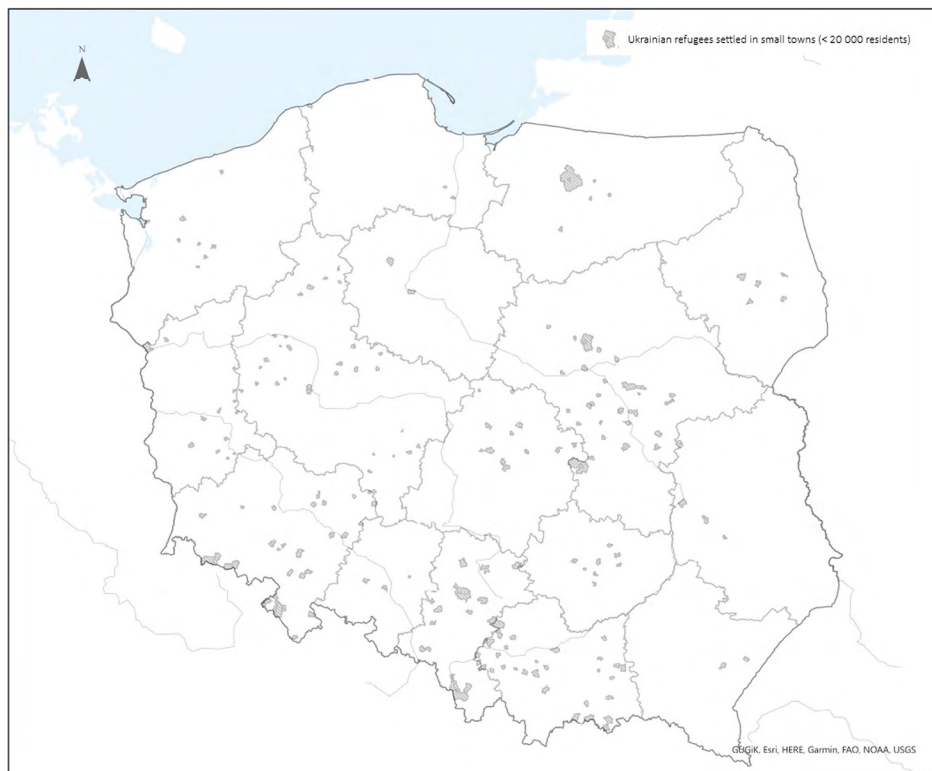 Ukrainian refugees settled in small towns (< 20 000 residents)
N
GUGiK, Esri, HERE, Garmin, FAO, NOAA, USGS